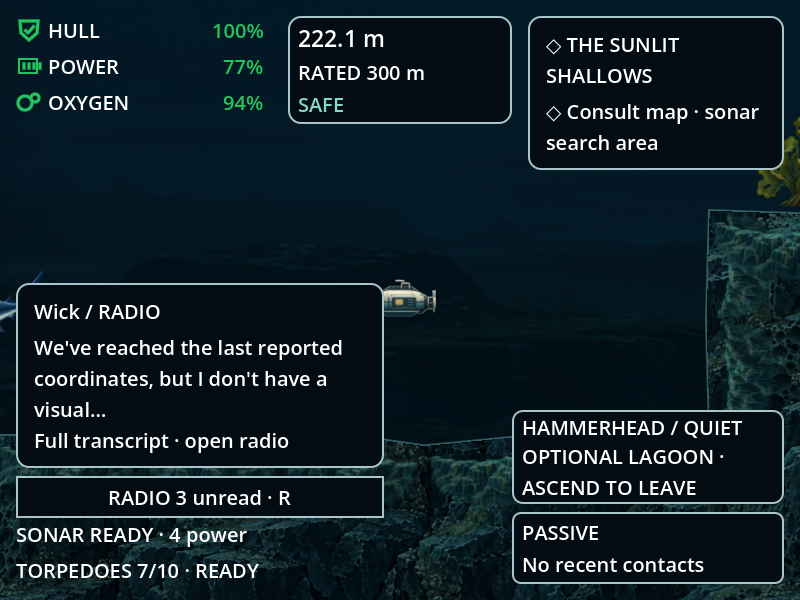 HULL 100%
POWER 77%
OXYGEN 94%
222.1 m
RATED 300 m
SAFE
◇ THE SUNLIT
SHALLOWS
◇ Consult map · sonar
search area
Wick / RADIO
We've reached the last reported
coordinates, but I don't have a
visual...
Full transcript · open radio
RADIO 3 unread · R
SONAR READY · 4 power
TORPEDOES 7/10 · READY
HAMMERHEAD / QUIET
OPTIONAL LAGOON ·
ASCEND TO LEAVE
PASSIVE
No recent contacts